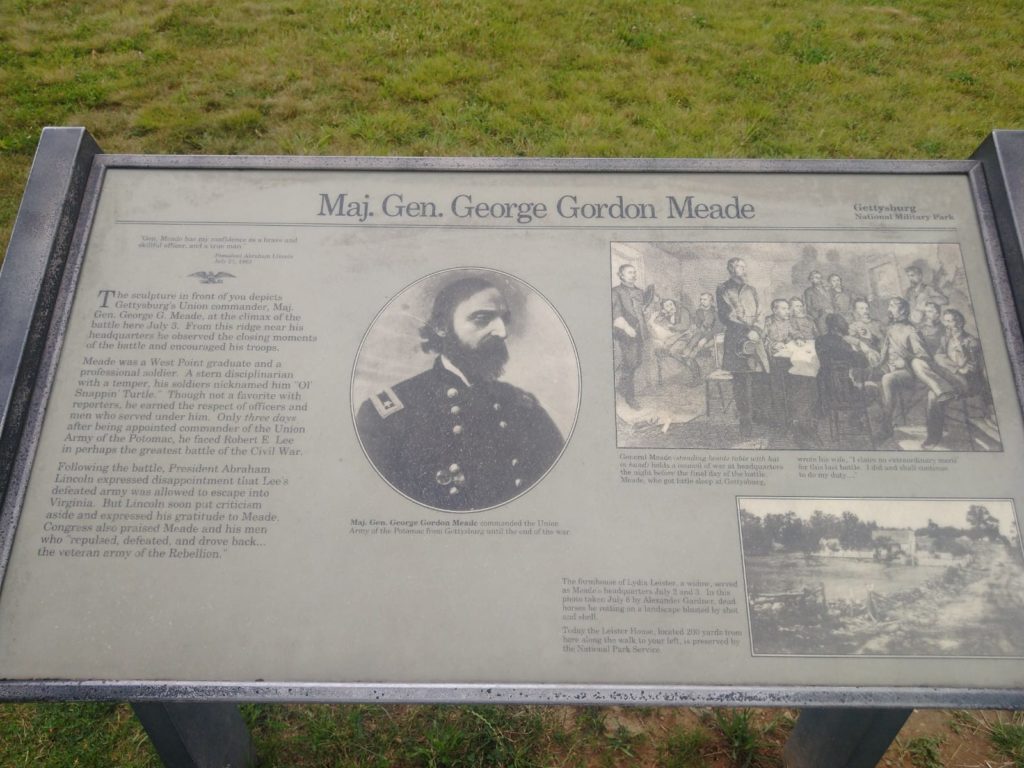 Maj. Gen. George Gordon Meade
Gettysburg
National Military Park
"Gen. Meade has my confidence as a brave and
skillful officer, and a true man."
President Abraham Lincoln
July 21, 1863
The sculpture in front of you depicts
Gettysburg's Union commander, Maj.
Gen. George G. Meade, at the climax of the
battle here July 3. From this ridge near his
headquarters he observed the closing moments
of the battle and encouraged his troops.
Meade was a West Point graduate and a
professional soldier. A stern disciplinarian
with a temper, his soldiers nicknamed him "Ol'
Snappin' Turtle." Though not a favorite with
reporters, he earned the respect of officers and
men who served under him. Only three days
after being appointed commander of the Union
Army of the Potomac, he faced Robert E. Lee
in perhaps the greatest battle of the Civil War.
Following the battle, President Abraham
Lincoln expressed disappointment that Lee's
defeated army was allowed to escape into
Virginia. But Lincoln soon put criticism
aside and expressed his gratitude to Meade.
Congress also praised Meade and his men
who "repulsed, defeated, and drove back...
the veteran army of the Rebellion."
Maj. Gen. George Gordon Meade commanded the Union
Army of the Potomac from Gettysburg until the end of the war.
General Meade (standing beside table with hat
in hand) holds a council of war at headquarters
the night before the final day of the battle.
Meade, who got little sleep at Gettysburg,
wrote his wife, "I claim no extraordinary merit
for this last battle. I did and shall continue
to do my duty..."
The farmhouse of Lydia Leister, a widow, served
as Meade's headquarters July 2 and 3. In this
photo taken July 6 by Alexander Gardner, dead
horses lie rotting on a landscape blasted by shot
and shell.
Today the Leister House, located 200 yards from
here along the walk to your left, is preserved by
the National Park Service.